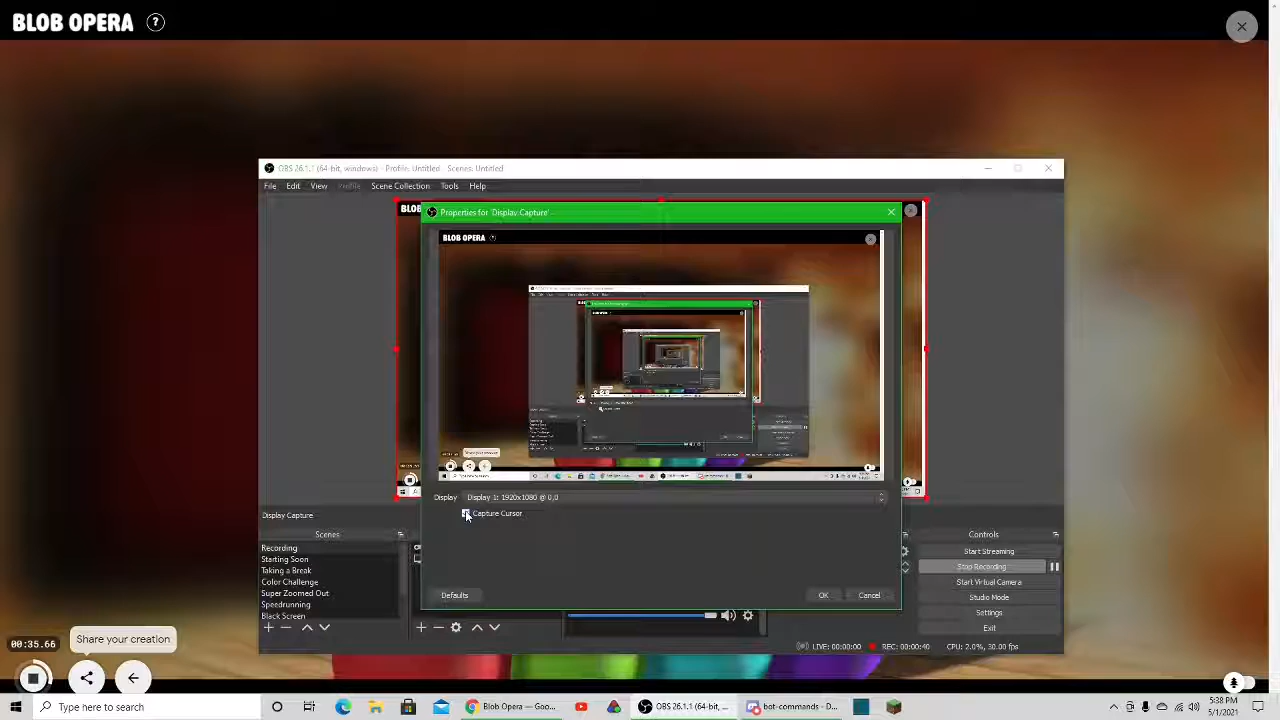 BLOB OPERA ?
OBS 26.1.1 (64-bit, windows) - Profile: Untitled - Scenes: Untitled
File Edit View Profile Scene Collection Tools Help
BLOB
Properties for 'Display Capture'
BLOB OPERA ?
Display Display 1: 1920x1080 @ 0,0
Capture Cursor
Defaults OK Cancel
Display Capture
Scenes
Recording
Starting Soon
Taking a Break
Color Challenge
Super Zoomed Out
Speedrunning
Black Screen
Controls
Start Streaming
Stop Recording
Start Virtual Camera
Studio Mode
Settings
Exit
LIVE: 00:00:00 REC: 00:00:40 CPU: 2.0%, 30.00 fps
00:35.66
Share your creation
Type here to search
Blob Opera — Goo...
OBS 26.1.1 (64-bit, ...
bot-commands - D...
5:38 PM
5/1/2021